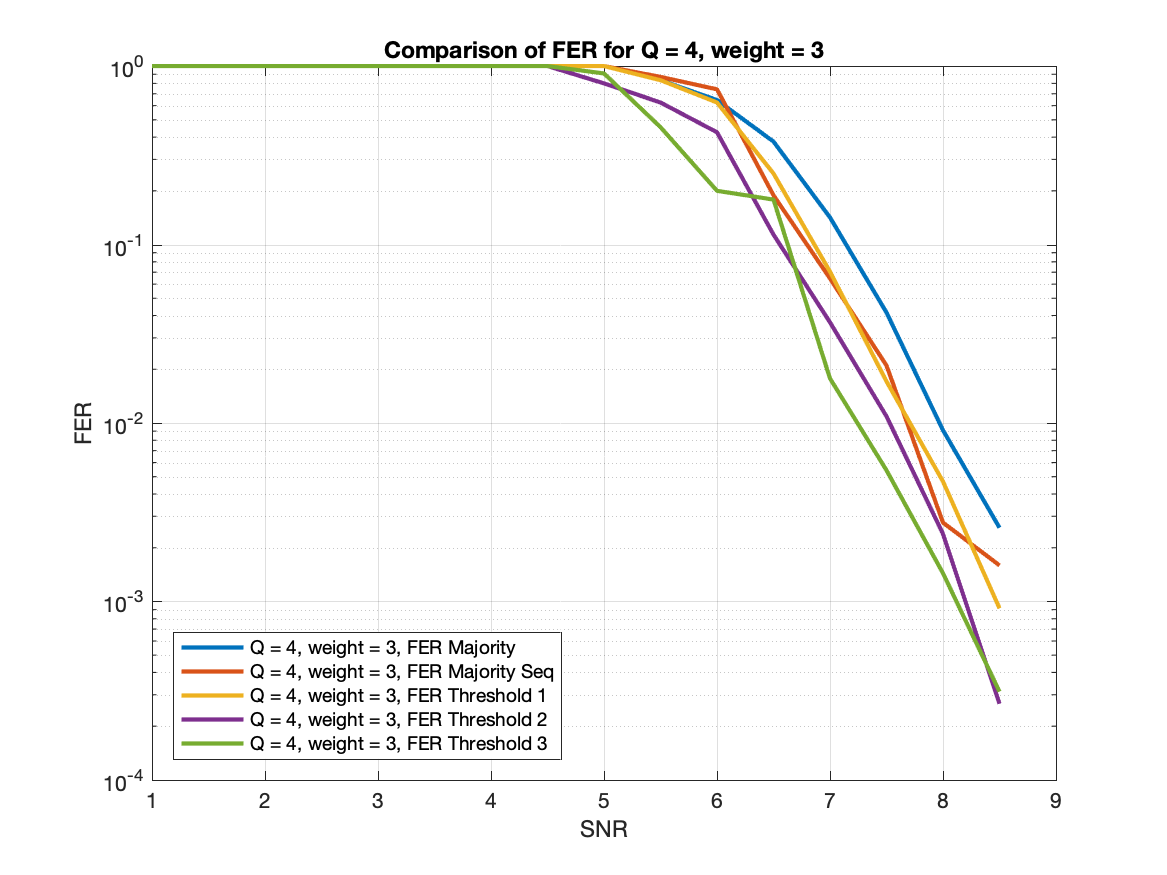 Comparison of FER for Q = 4, weight = 3
10^0
10^-1
10^-2
10^-3
10^-4
FER
Q = 4, weight = 3, FER Majority
Q = 4, weight = 3, FER Majority Seq
Q = 4, weight = 3, FER Threshold 1
Q = 4, weight = 3, FER Threshold 2
Q = 4, weight = 3, FER Threshold 3
1 2 3 4 5 6 7 8 9
SNR